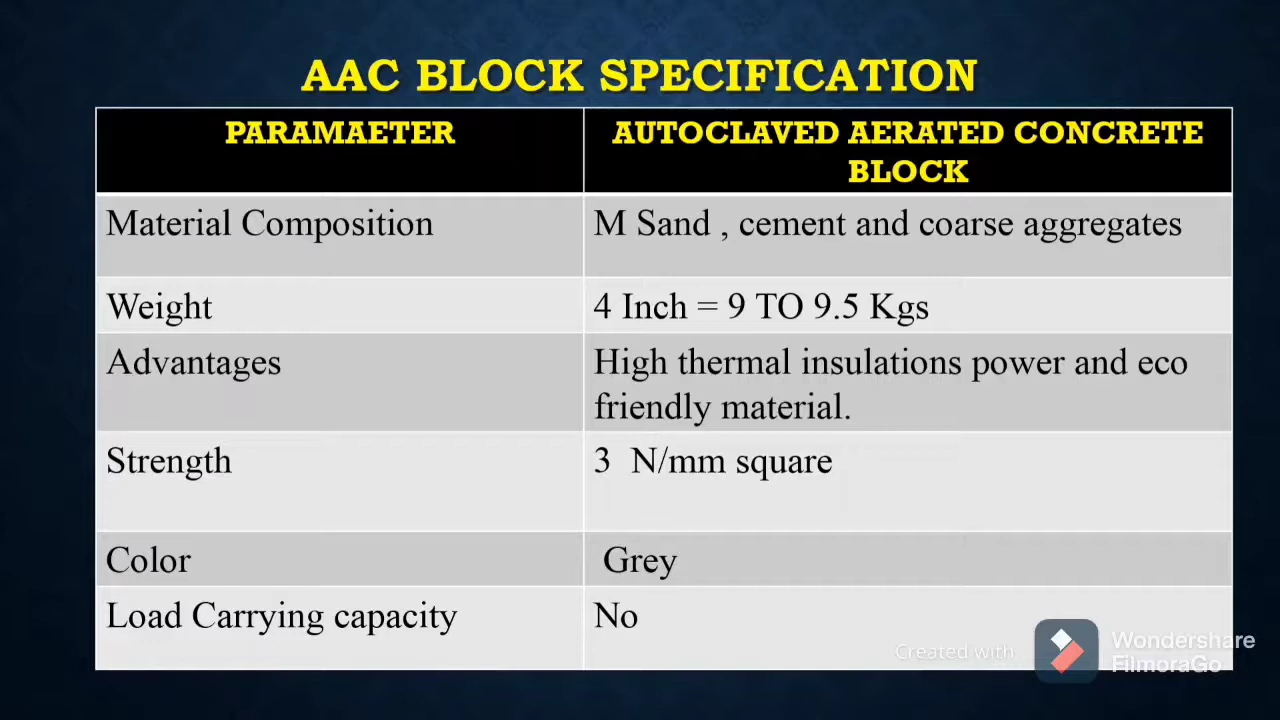 AAC BLOCK SPECIFICATION
PARAMAETER
AUTOCLAVED AERATED CONCRETE
BLOCK
Material Composition
M Sand , cement and coarse aggregates
Weight
4 Inch = 9 TO 9.5 Kgs
Advantages
High thermal insulations power and eco
friendly material.
Strength
3 N/mm square
Color
Grey
Load Carrying capacity
No
Created with
Wondershare
FilmoraGo